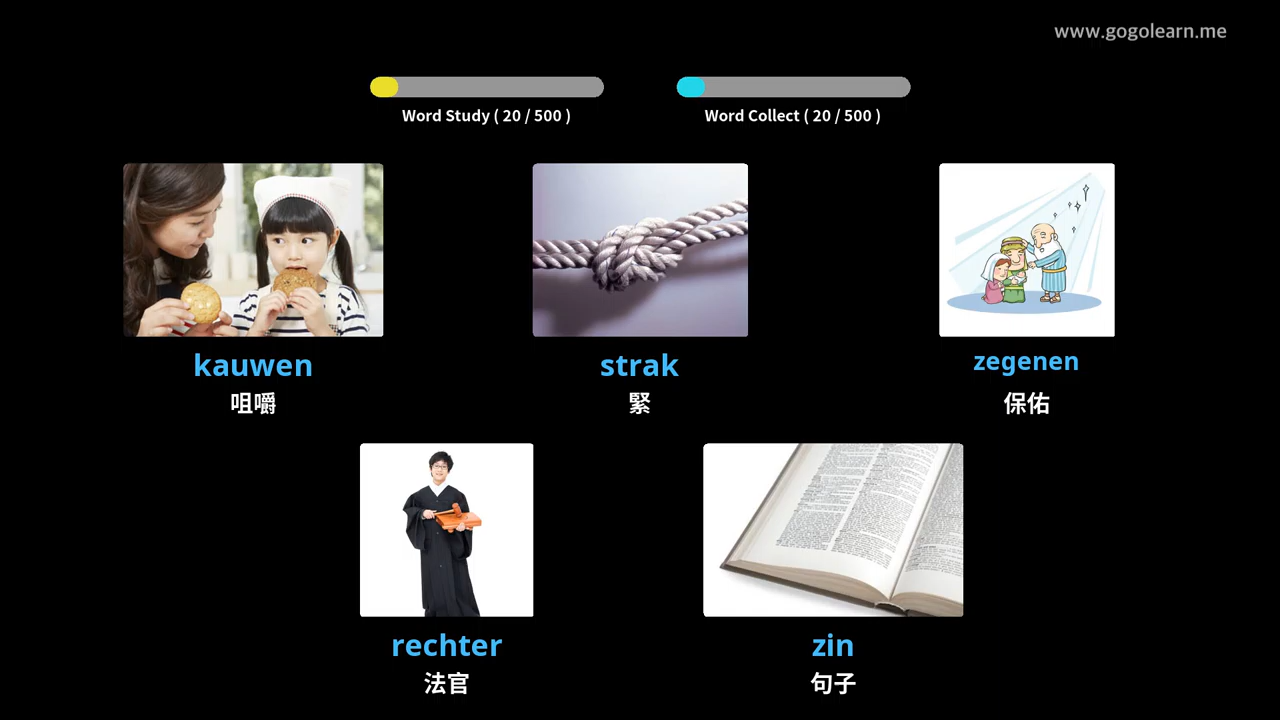 www.gogolearn.me
Word Study ( 20 / 500 )
Word Collect ( 20 / 500 )
kauwen
咀嚼
strak
緊
zegenen
保佑
rechter
法官
zin
句子